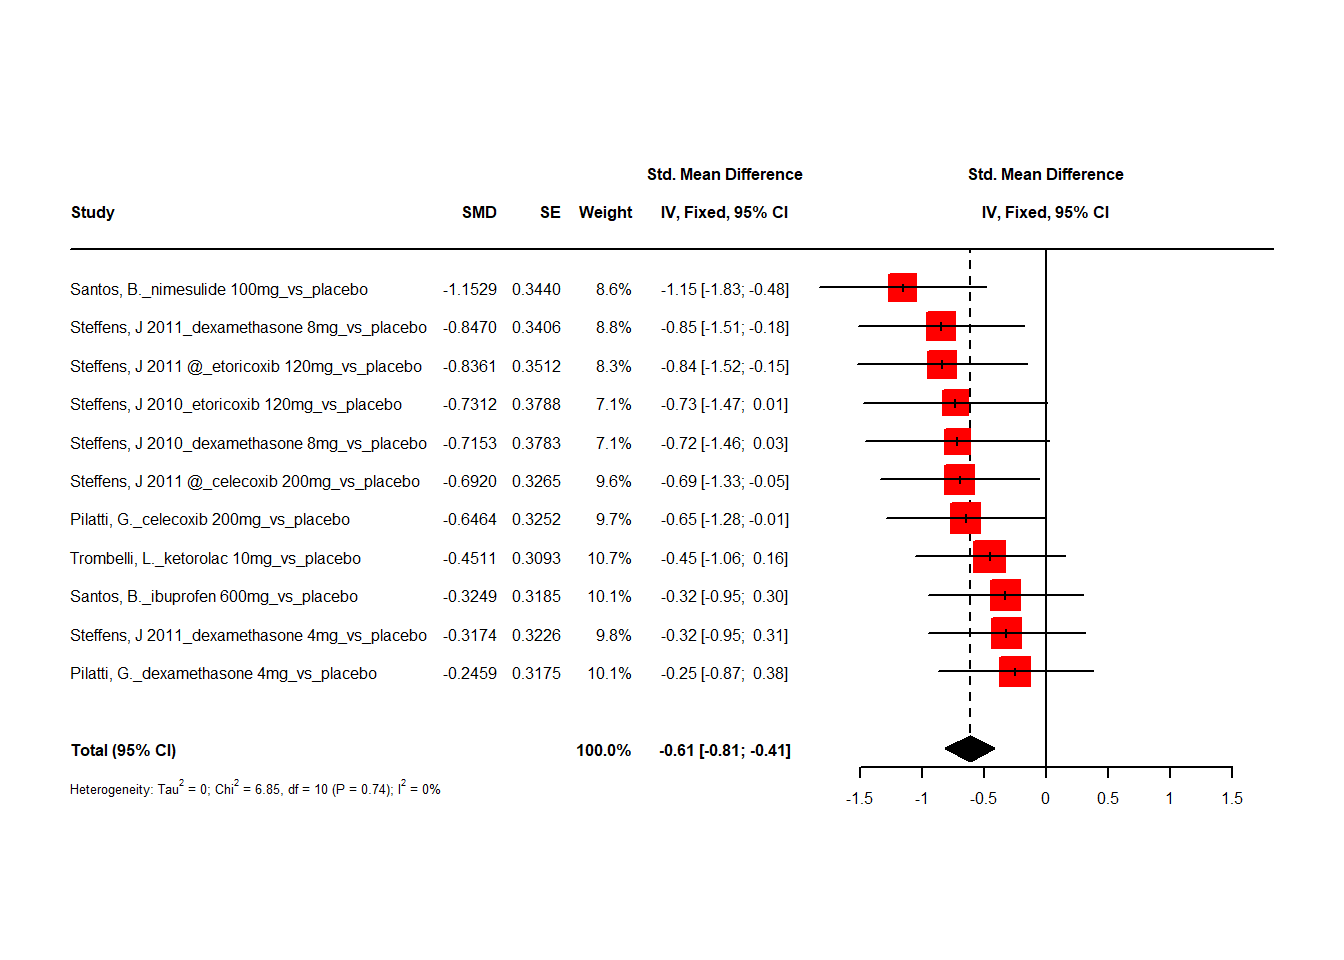 Std. Mean Difference Std. Mean Difference
Study SMD SE Weight IV, Fixed, 95% CI IV, Fixed, 95% CI
Santos, B._nimesulide 100mg_vs_placebo -1.1529 0.3440 8.6% -1.15 [-1.83; -0.48]
Steffens, J 2011_dexamethasone 8mg_vs_placebo -0.8470 0.3406 8.8% -0.85 [-1.51; -0.18]
Steffens, J 2011 @_etoricoxib 120mg_vs_placebo -0.8361 0.3512 8.3% -0.84 [-1.52; -0.15]
Steffens, J 2010_etoricoxib 120mg_vs_placebo -0.7312 0.3788 7.1% -0.73 [-1.47; 0.01]
Steffens, J 2010_dexamethasone 8mg_vs_placebo -0.7153 0.3783 7.1% -0.72 [-1.46; 0.03]
Steffens, J 2011 @_celecoxib 200mg_vs_placebo -0.6920 0.3265 9.6% -0.69 [-1.33; -0.05]
Pilatti, G._celecoxib 200mg_vs_placebo -0.6464 0.3252 9.7% -0.65 [-1.28; -0.01]
Trombelli, L._ketorolac 10mg_vs_placebo -0.4511 0.3093 10.7% -0.45 [-1.06; 0.16]
Santos, B._ibuprofen 600mg_vs_placebo -0.3249 0.3185 10.1% -0.32 [-0.95; 0.30]
Steffens, J 2011_dexamethasone 4mg_vs_placebo -0.3174 0.3226 9.8% -0.32 [-0.95; 0.31]
Pilatti, G._dexamethasone 4mg_vs_placebo -0.2459 0.3175 10.1% -0.25 [-0.87; 0.38]
Total (95% CI) 100.0% -0.61 [-0.81; -0.41]
Heterogeneity: Tau² = 0; Chi² = 6.85, df = 10 (P = 0.74); I² = 0%
-1.5 -1 -0.5 0 0.5 1 1.5